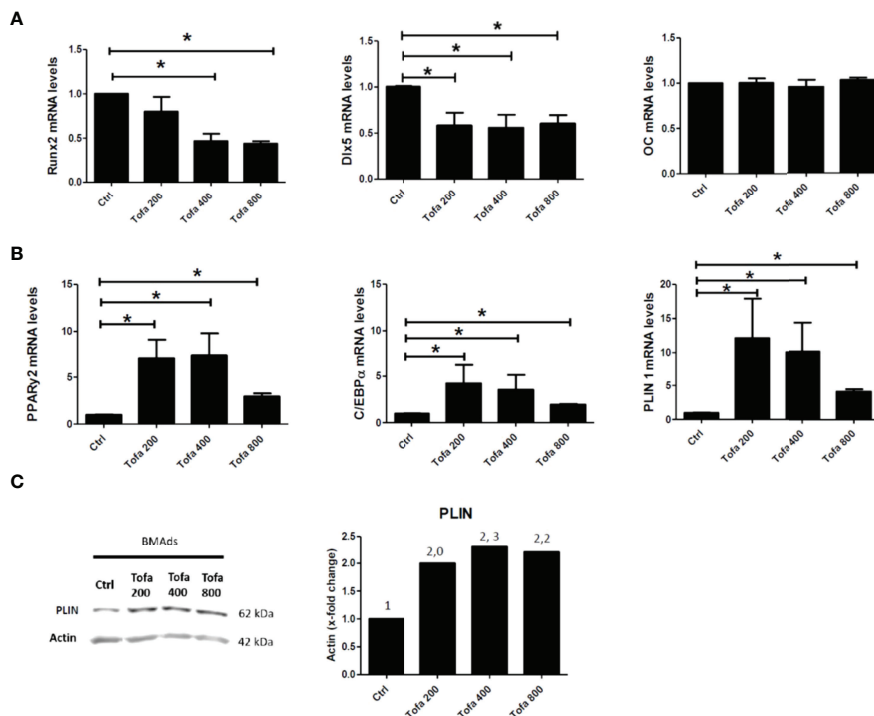 A
Runx2 mRNA levels
1.5
1.0
0.5
0.0
* *
Ctrl
Tofa 200
Tofa 400
Tofa 800
Dlx5 mRNA levels
1.5
1.0
0.5
0.0
* * *
Ctrl
Tofa 200
Tofa 400
Tofa 800
OC mRNA levels
1.5
1.0
0.5
0.0
Ctrl
Tofa 200
Tofa 400
Tofa 800
B
PPARγ2 mRNA levels
15
10
5
0
* * *
Ctrl
Tofa 200
Tofa 400
Tofa 800
C/EBPα mRNA levels
15
10
5
0
* * *
Ctrl
Tofa 200
Tofa 400
Tofa 800
PLIN 1 mRNA levels
20
15
10
5
0
* * *
Ctrl
Tofa 200
Tofa 400
Tofa 800
C
BMAds
Ctrl Tofa 200 Tofa 400 Tofa 800
PLIN 62 kDa
Actin 42 kDa
PLIN
Actin (x-fold change)
2.5
2.0
1.5
1.0
0.5
0.0
1
2,0
2, 3
2,2
Ctrl
Tofa 200
Tofa 400
Tofa 800